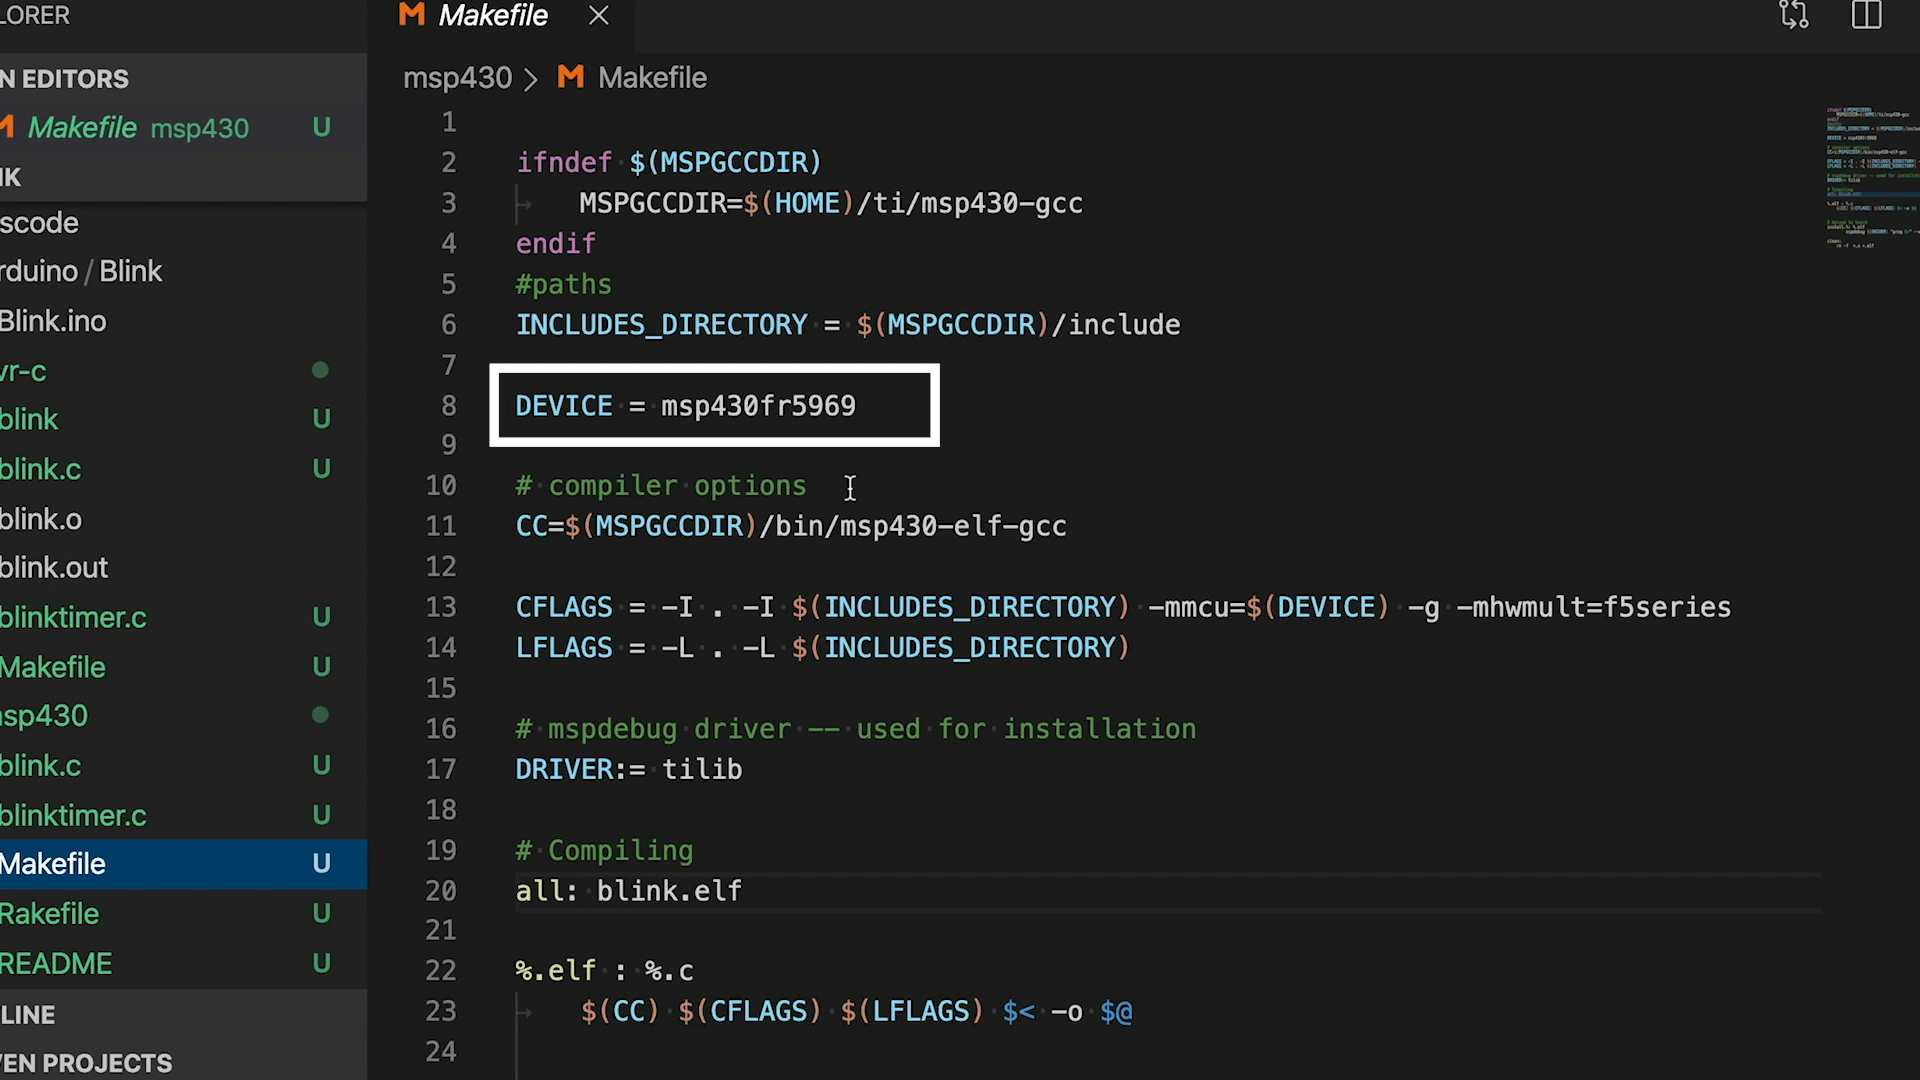 LORER
N EDITORS
Makefile msp430 U
NK
scode
rduino / Blink
Blink.ino
vr-c
blink U
blink.c U
blink.o
blink.out
blinktimer.c U
Makefile U
sp430
blink.c U
blinktimer.c U
Makefile U
Rakefile U
README U
LINE
VEN PROJECTS
Makefile
msp430 > Makefile
1
2 ifndef $(MSPGCCDIR)
3 MSPGCCDIR=$(HOME)/ti/msp430-gcc
4 endif
5 #paths
6 INCLUDES_DIRECTORY = $(MSPGCCDIR)/include
7
8 DEVICE = msp430fr5969
9
10 # compiler options
11 CC=$(MSPGCCDIR)/bin/msp430-elf-gcc
12
13 CFLAGS = -I . -I $(INCLUDES_DIRECTORY) -mmcu=$(DEVICE) -g -mhwmult=f5series
14 LFLAGS = -L . -L $(INCLUDES_DIRECTORY)
15
16 # mspdebug driver -- used for installation
17 DRIVER:= tilib
18
19 # Compiling
20 all: blink.elf
21
22 %.elf : %.c
23 $(CC) $(CFLAGS) $(LFLAGS) $< -o $@
24